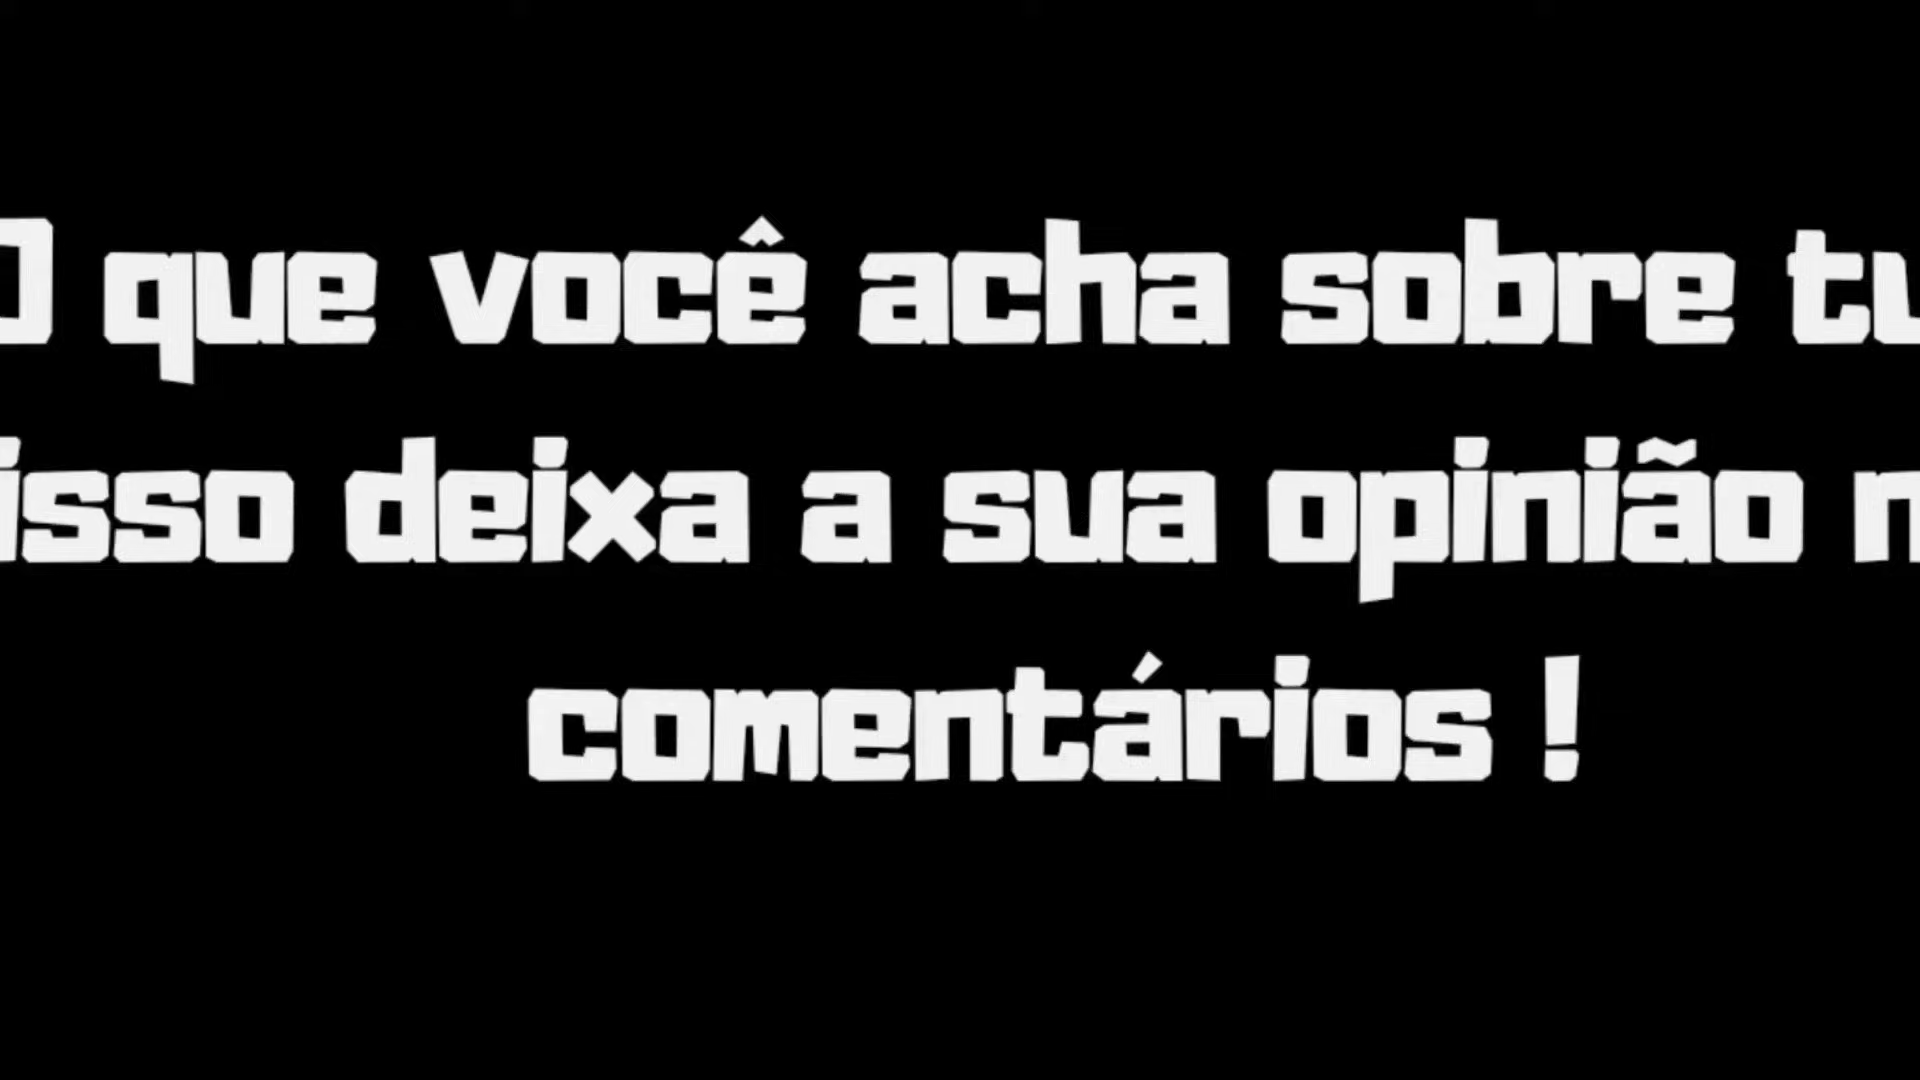 O que você acha sobre
isso deixa a sua opinião
comentários !